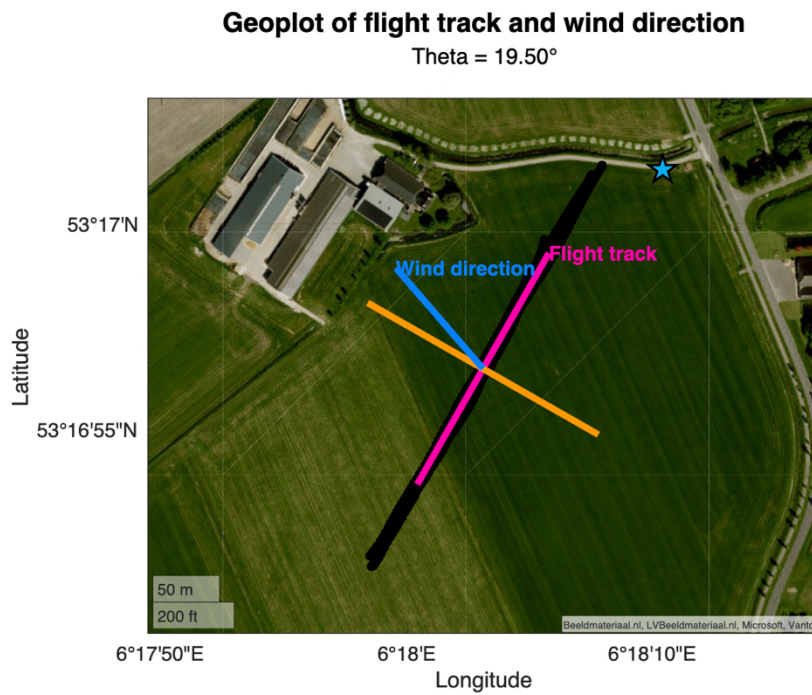 Geoplot of flight track and wind direction
Theta = 19.50°
53°17'N
Wind direction
Flight track
Latitude
53°16'55"N
50 m
200 ft
Beeldmateriaal.nl, LVBeeldmateriaal.nl, Microsoft,
6°17'50"E
6°18'E
6°18'10"E
Longitude